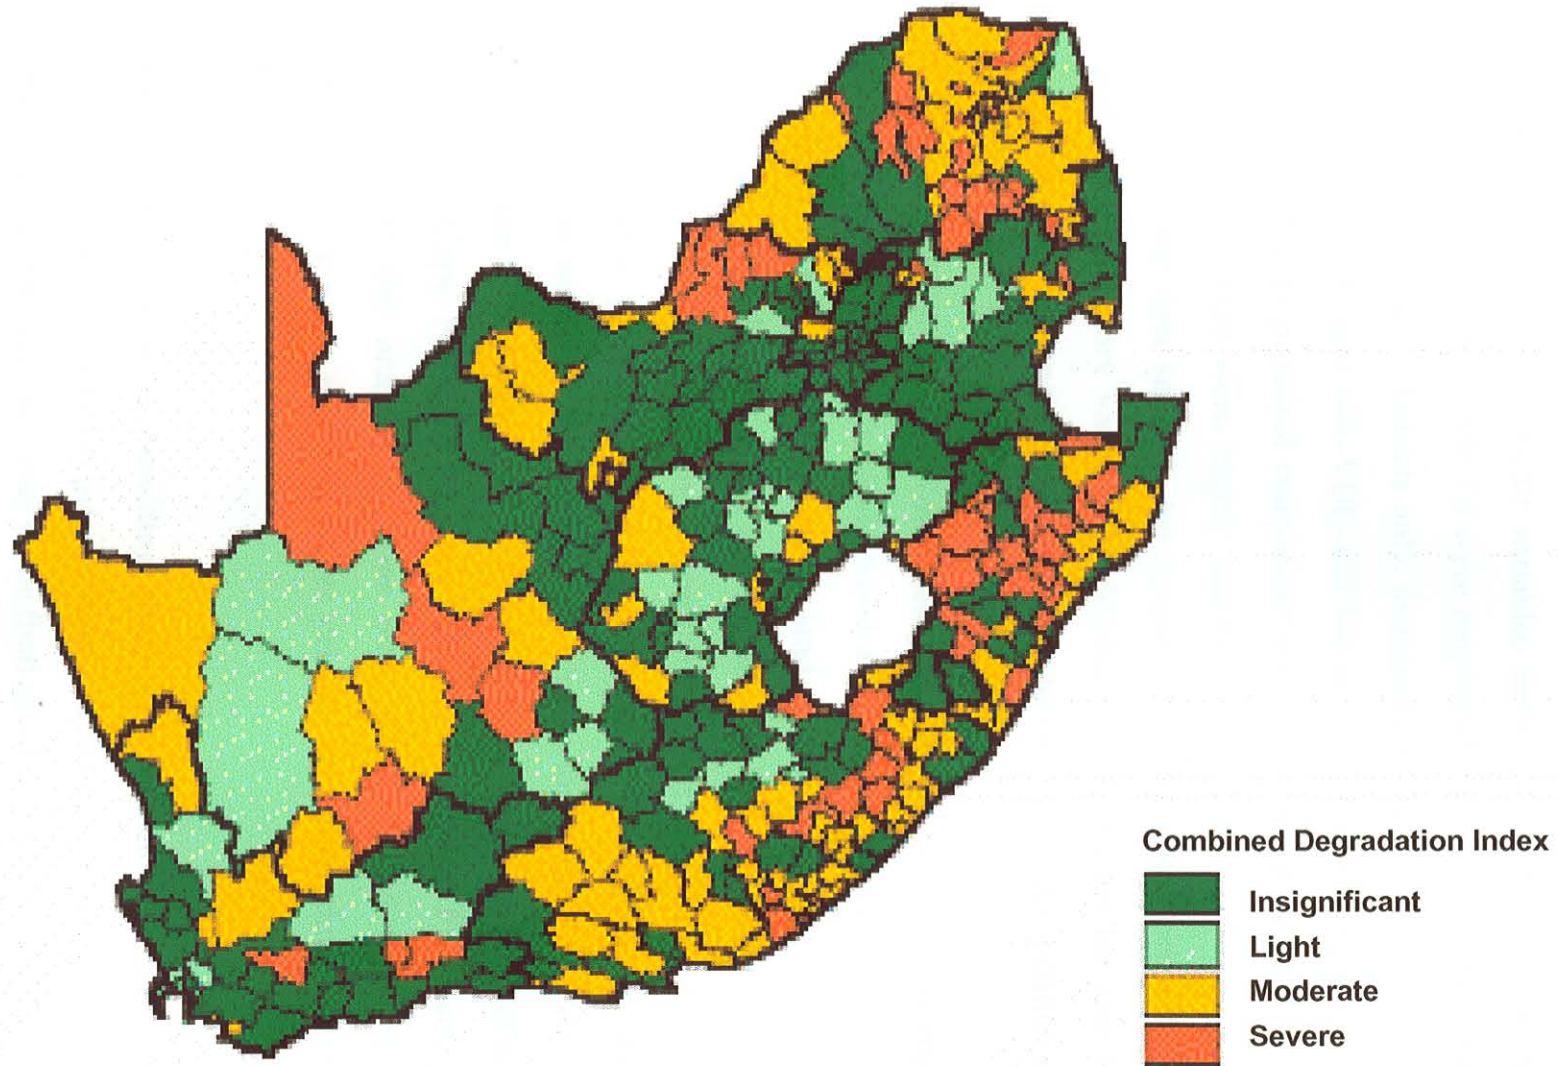 Combined Degradation Index
Insignificant
Light
Moderate
Severe